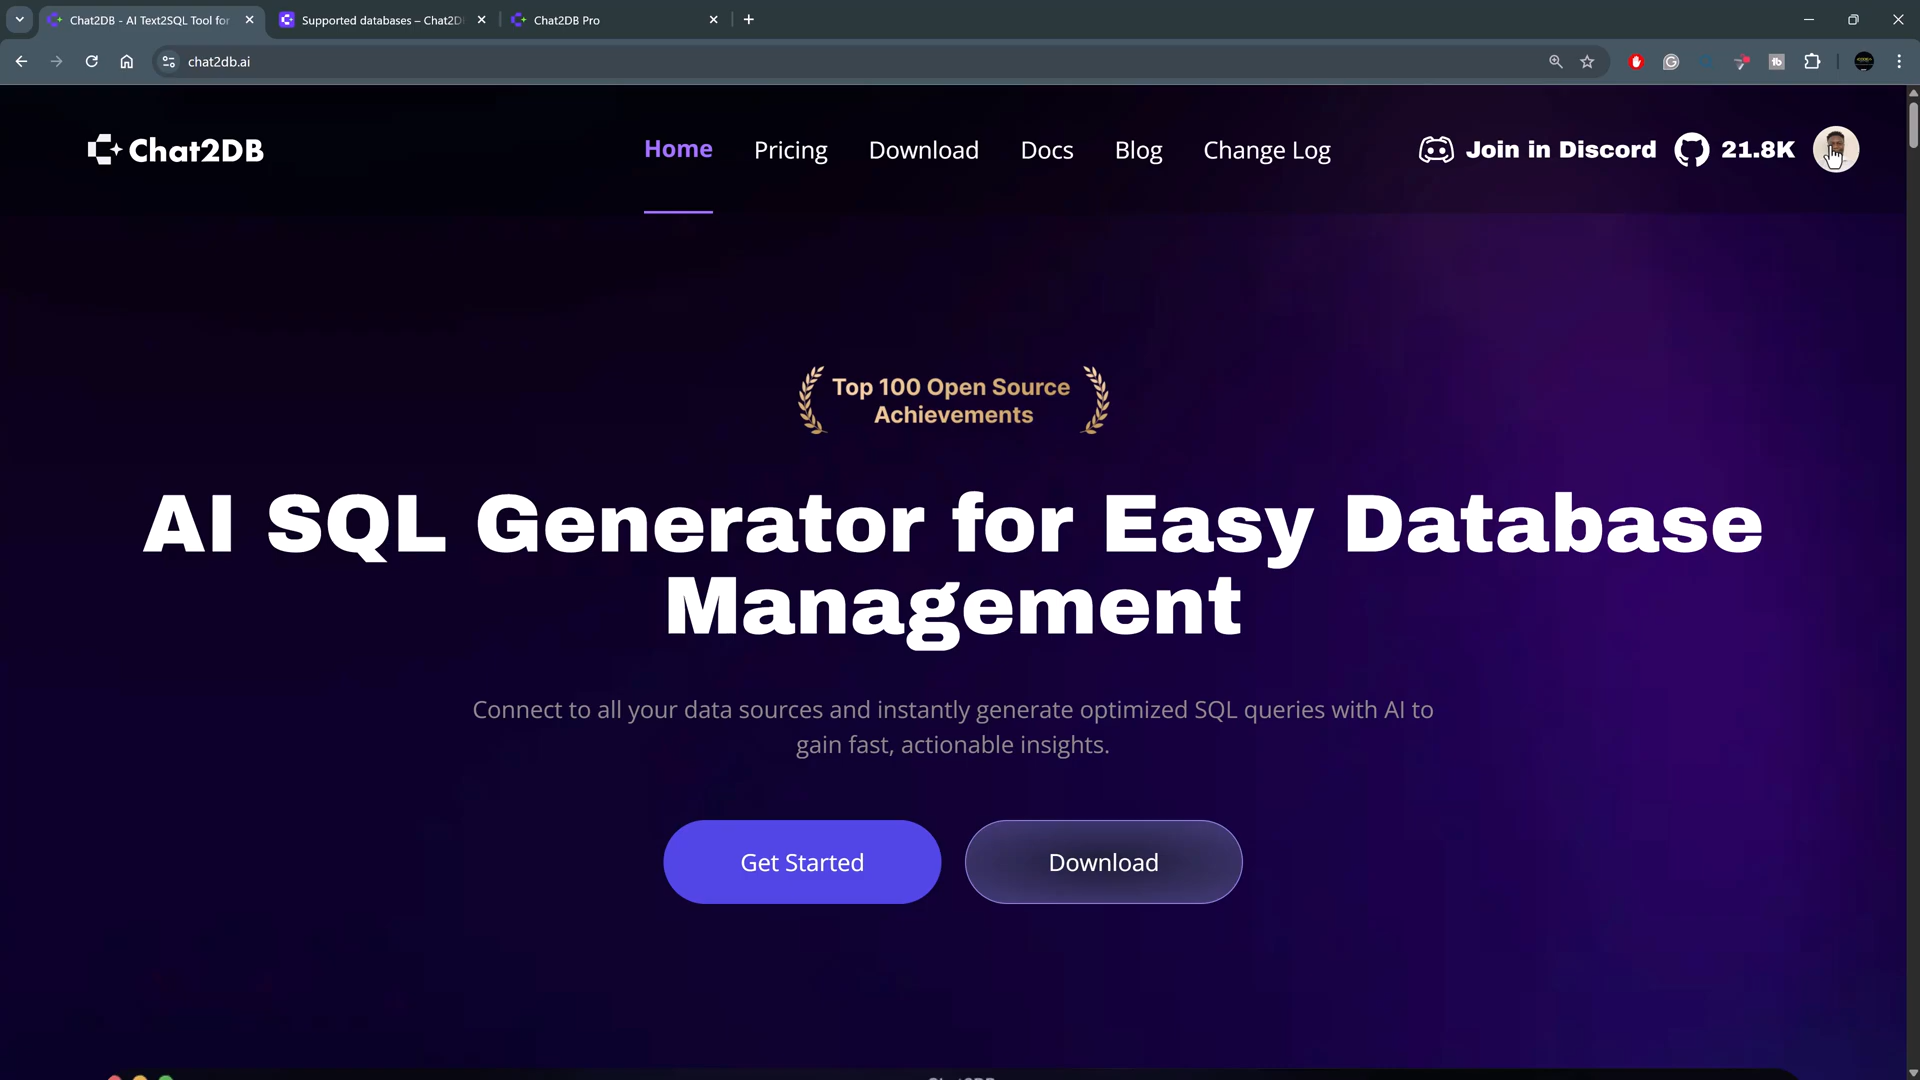 Chat2DB - AI Text2SQL Tool for
Supported databases – Chat2D
Chat2DB Pro
chat2db.ai
Chat2DB
Home
Pricing
Download
Docs
Blog
Change Log
Join in Discord
21.8K
Top 100 Open Source
Achievements
AI SQL Generator for Easy Database
Management
Connect to all your data sources and instantly generate optimized SQL queries with AI to
gain fast, actionable insights.
Get Started
Download